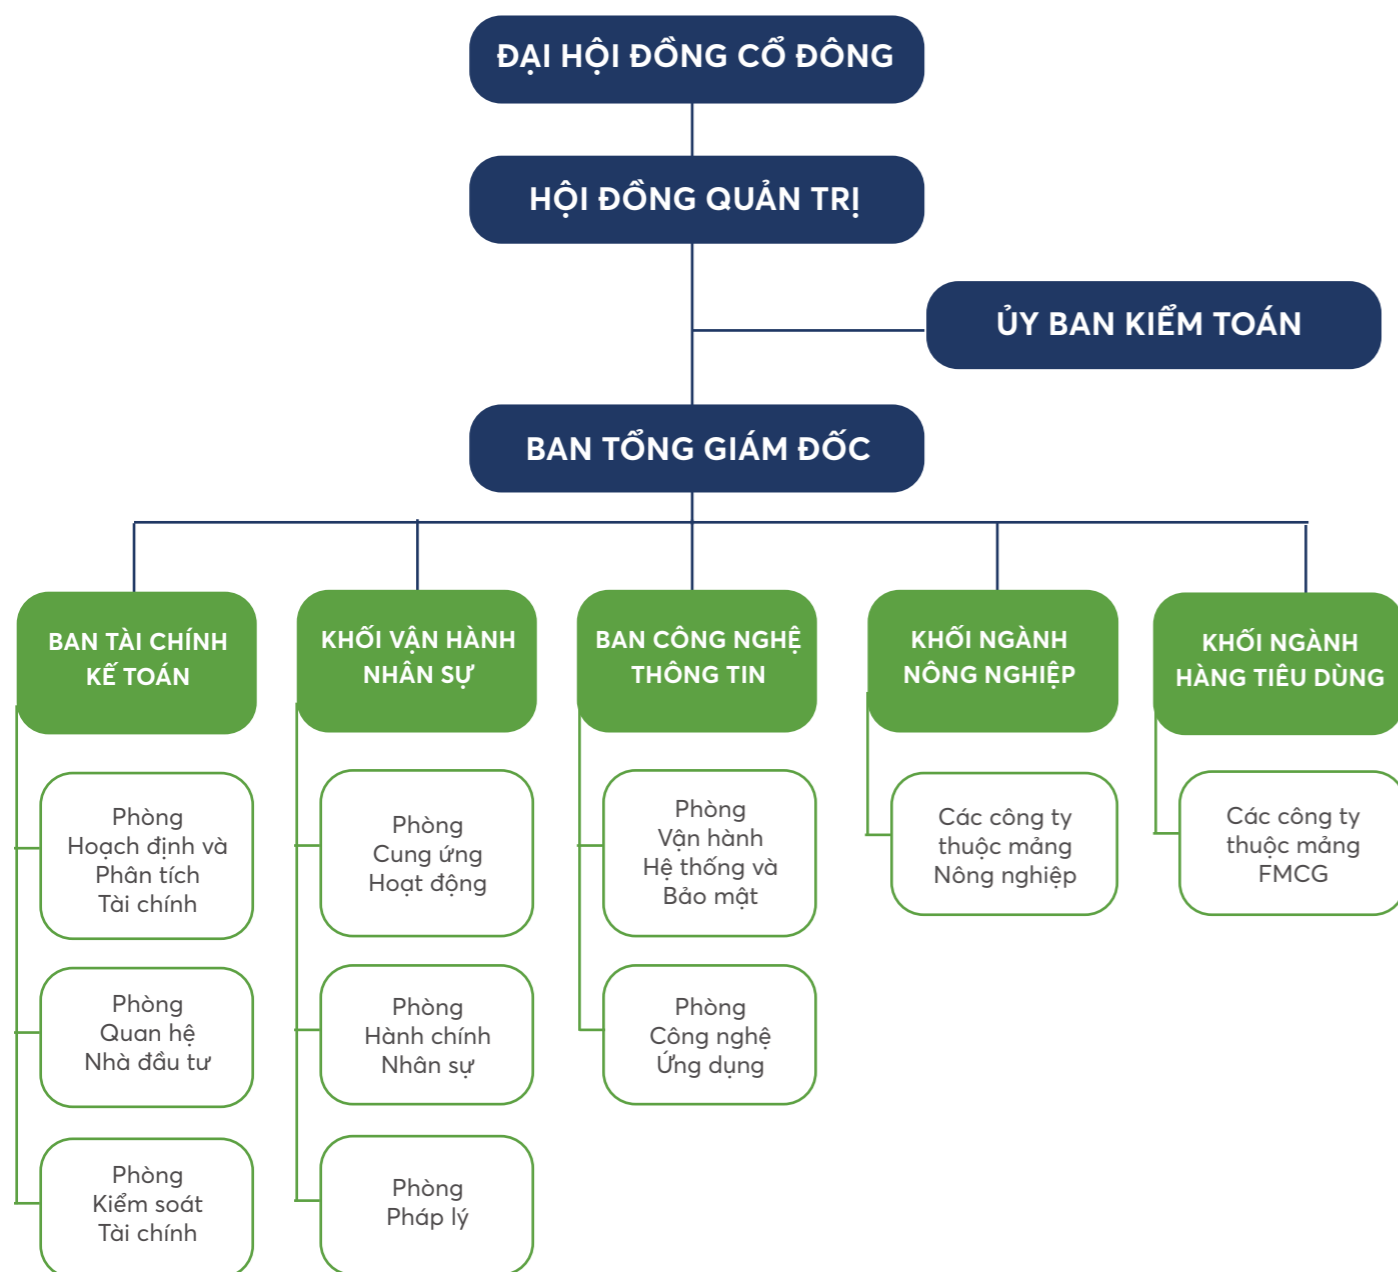 ĐẠI HỘI ĐỒNG CỔ ĐÔNG
HỘI ĐỒNG QUẢN TRỊ
ỦY BAN KIỂM TOÁN
BAN TỔNG GIÁM ĐỐC
BAN TÀI CHÍNH
KẾ TOÁN
KHỐI VẬN HÀNH
NHÂN SỰ
BAN CÔNG NGHỆ
THÔNG TIN
KHỐI NGÀNH
NÔNG NGHIỆP
KHỐI NGÀNH
HÀNG TIÊU DÙNG
Phòng
Hoạch định và
Phân tích
Tài chính
Phòng
Cung ứng
Hoạt động
Phòng
Vận hành
Hệ thống và
Bảo mật
Các công ty
thuộc mảng
Nông nghiệp
Các công ty
thuộc mảng
FMCG
Phòng
Quan hệ
Nhà đầu tư
Phòng
Hành chính
Nhân sự
Phòng
Công nghệ
Ứng dụng
Phòng
Kiểm soát
Tài chính
Phòng
Pháp lý